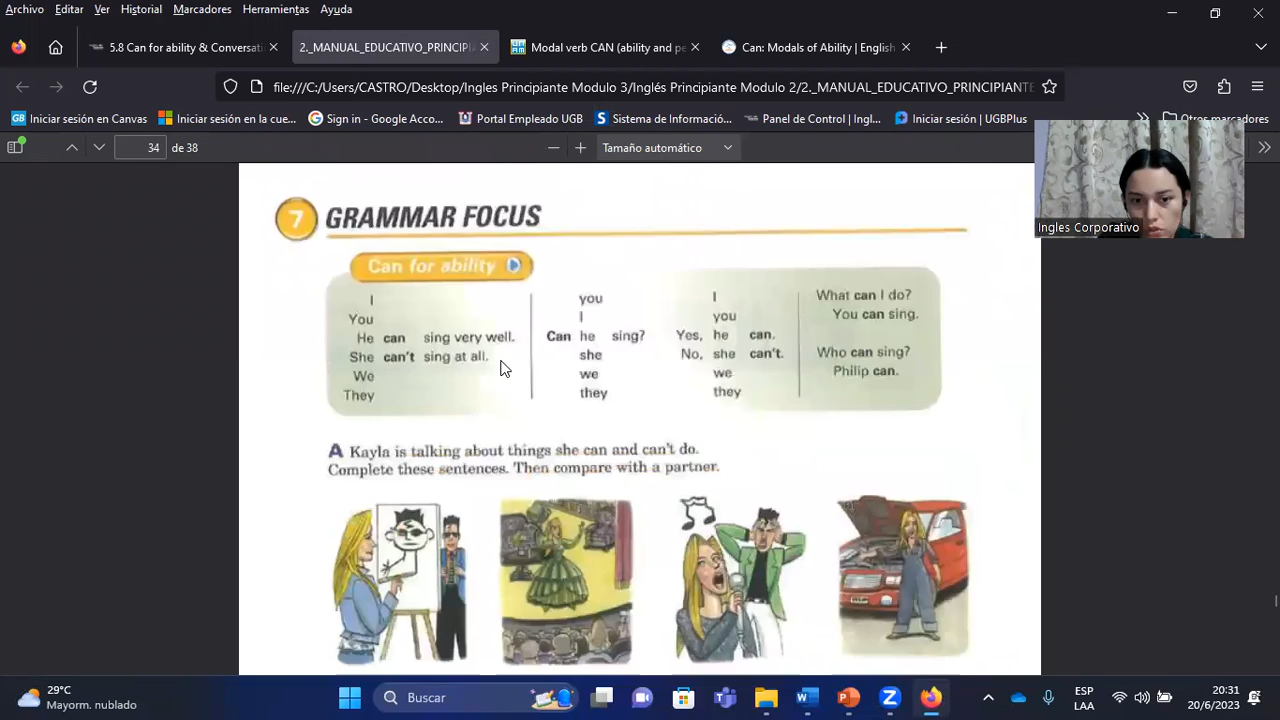 Archivo Editar Ver Historial Marcadores Herramientas Ayuda
5.8 Can for ability & Conversati
2._MANUAL_EDUCATIVO_PRINCIPI
Modal verb CAN (ability and pe
Can: Modals of Ability | English
file:///C:/Users/CASTRO/Desktop/Ingles Principiante Modulo 3/Inglés Principiante Modulo 2/2._MANUAL_EDUCATIVO_PRINCIPIANTE
GB Iniciar sesión en Canvas
Iniciar sesión en la cue...
Sign in - Google Acco...
Portal Empleado UGB
Sistema de Informació...
Panel de Control | Ingl...
Iniciar sesión | UGBPlus
Otros marcadores
34 de 38
Tamaño automático
Ingles Corporativo
7 GRAMMAR FOCUS
Can for ability
I
You
He can sing very well.
She can't sing at all.
We
They
you
I
Can he sing?
she
we
they
I
you
Yes, he can.
No, she can't.
we
they
What can I do?
You can sing.
Who can sing?
Philip can.
A Kayla is talking about things she can and can't do.
Complete these sentences. Then compare with a partner.
29°C
Mayorm. nublado
Buscar
ESP
LAA
20:31
20/6/2023